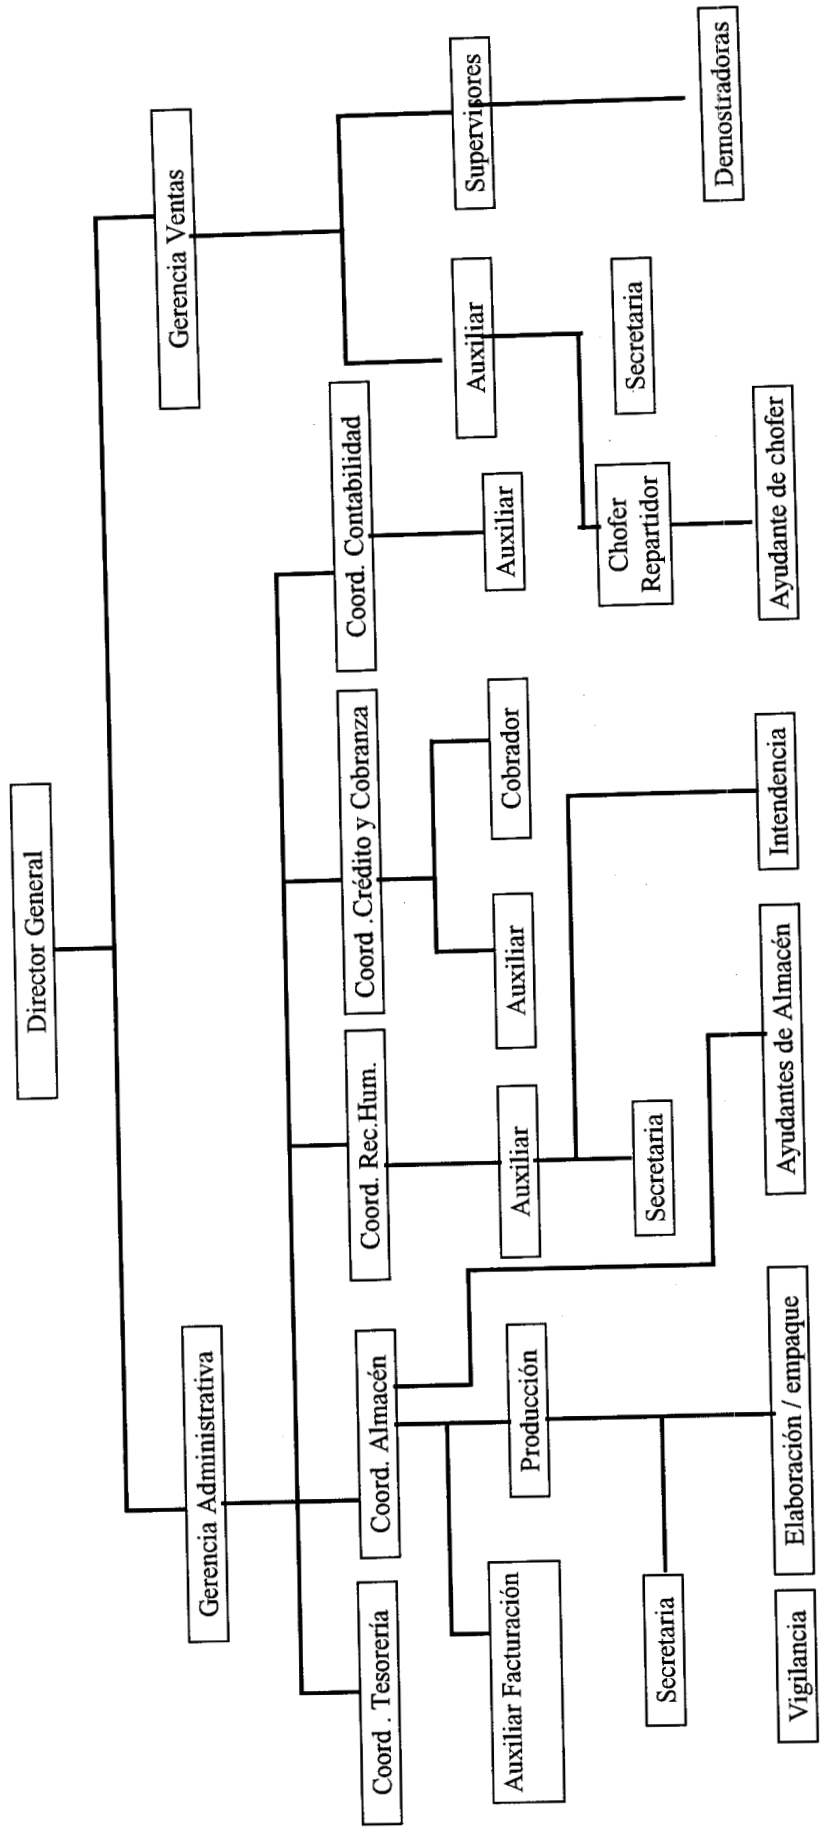 Director General
Gerencia Administrativa
Gerencia Ventas
Coord . Tesorería
Coord. Almacén
Coord. Rec.Hum.
Coord .Crédito y Cobranza
Coord. Contabilidad
Auxiliar Facturación
Producción
Auxiliar
Auxiliar
Cobrador
Auxiliar
Auxiliar
Supervisores
Secretaria
Secretaria
Chofer
Repartidor
Secretaria
Vigilancia
Elaboración / empaque
Ayudantes de Almacén
Intendencia
Ayudante de chofer
Demostradoras